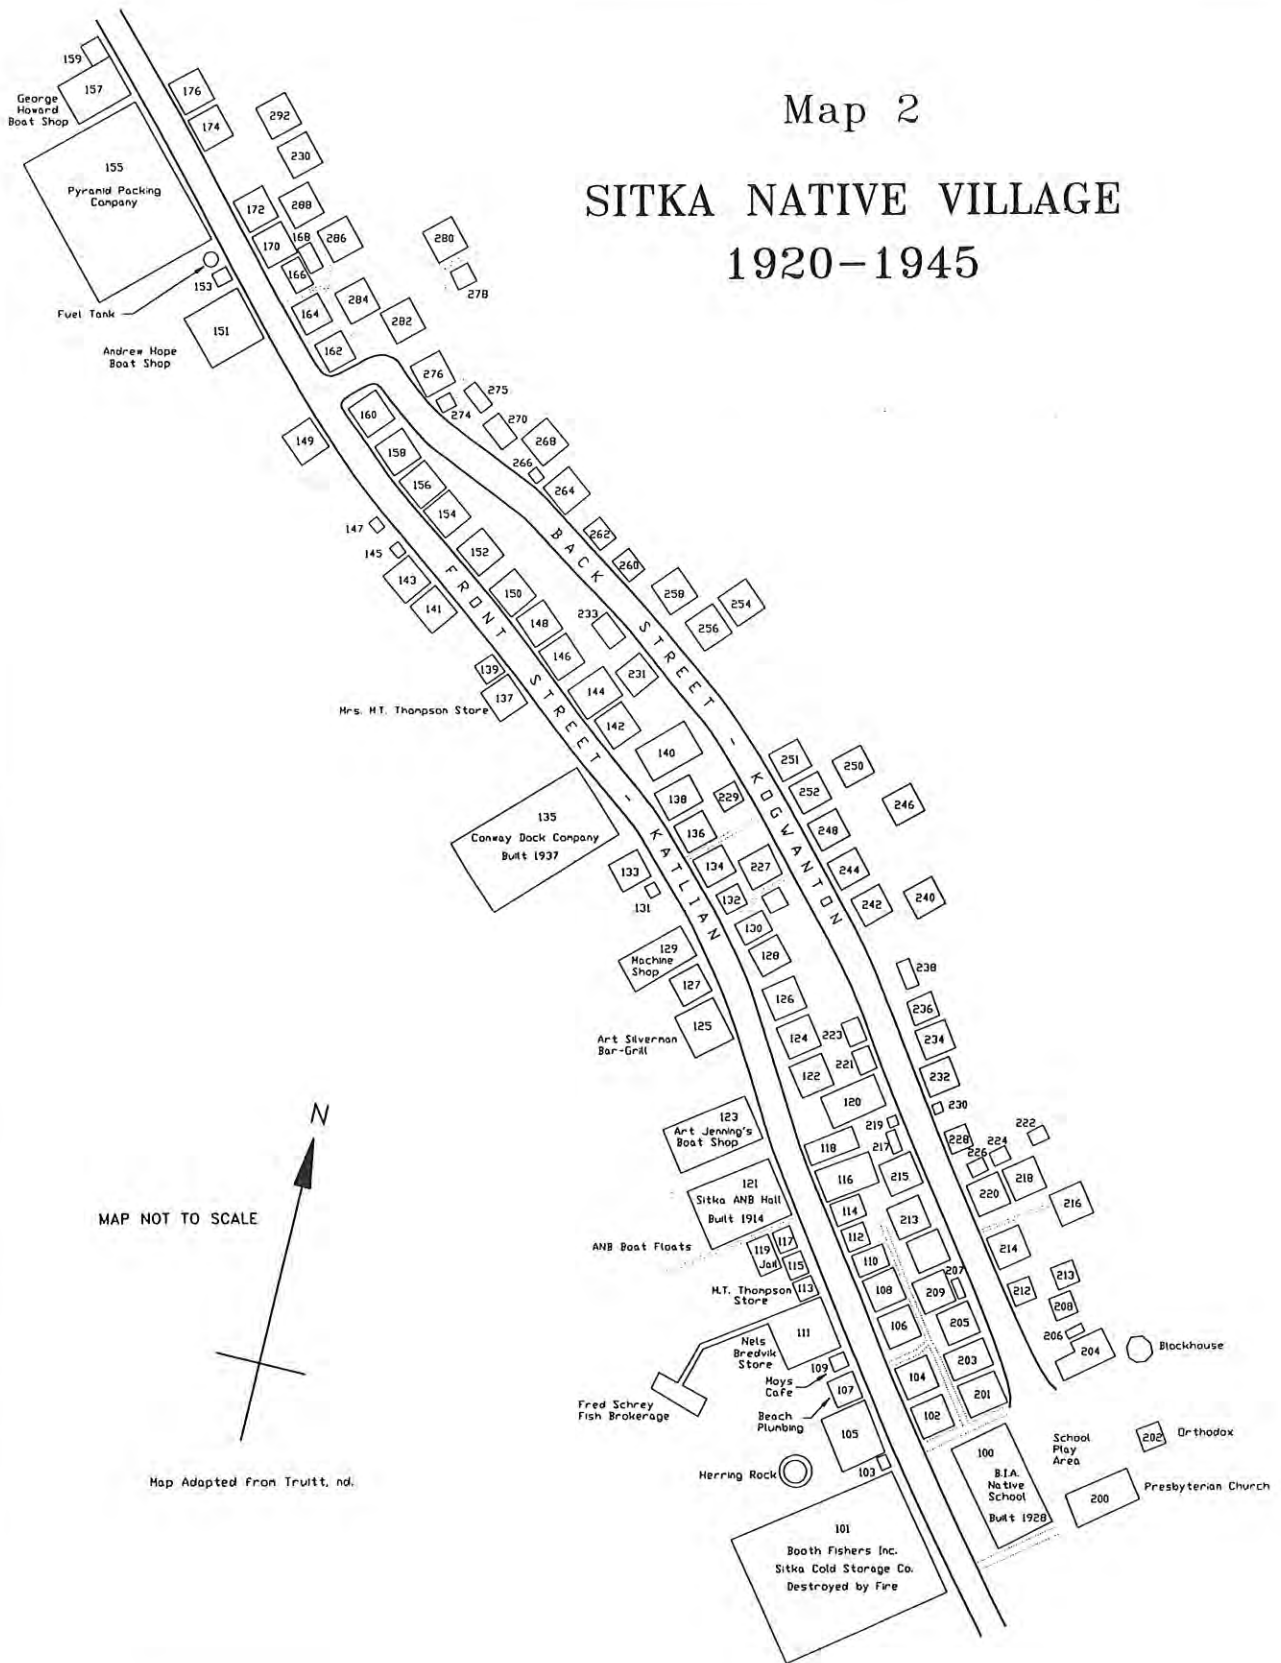 Map 2
SITKA NATIVE VILLAGE
1920-1945
159
157
George
Howard
Boat Shop
176
174
292
230
155
Pyramid Packing
Company
172
288
168
170
286
166
280
278
153
Fuel Tank
151
Andrew Hope
Boat Shop
164
284
282
162
276
275
274
160
270
268
149
158
266
264
156
154
262
147
260
145
152
143
150
258
254
141
148
233
256
146
139
231
137
Mrs. H.T. Thompson Store
144
142
140
251
250
138
229
252
246
135
Conway Dock Company
Built 1937
136
248
133
134
227
244
131
132
242
240
130
129
Machine
Shop
128
238
127
126
236
125
Art Silverman
Bar-Grill
124
223
234
221
122
232
120
230
123
Art Jenning's
Boat Shop
219
222
118
217
228
224
226
116
215
218
121
Sitka ANB Hall
Built 1914
220
216
114
213
ANB Boat Floats
117
119
Jail
112
214
115
110
207
213
H.T. Thompson
Store
113
108
209
212
208
111
106
205
206
Nels
Bredvik
Store
204
Blockhouse
109
203
Moys
Cafe
104
107
201
Fred Schrey
Fish Brokerage
Beach
Plumbing
102
105
School
Play
Area
202
Orthodox
Herring Rock
103
100
B.I.A.
Native
School
Built 1928
200
Presbyterian Church
101
Booth Fishers Inc.
Sitka Cold Storage Co.
Destroyed by Fire
FRONT STREET - KATLIAN
BACK STREET - KOGWANTON
N
MAP NOT TO SCALE
Map Adapted From Truitt, nd.